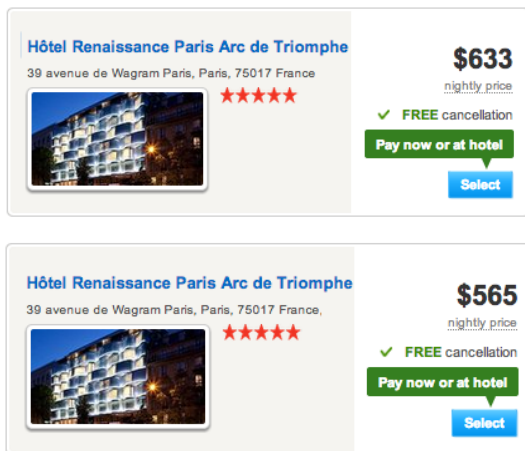 Hôtel Renaissance Paris Arc de Triomphe
39 avenue de Wagram Paris, Paris, 75017 France
$633
nightly price
✓ FREE cancellation
Pay now or at hotel
Select
Hôtel Renaissance Paris Arc de Triomphe
39 avenue de Wagram Paris, Paris, 75017 France,
$565
nightly price
✓ FREE cancellation
Pay now or at hotel
Select